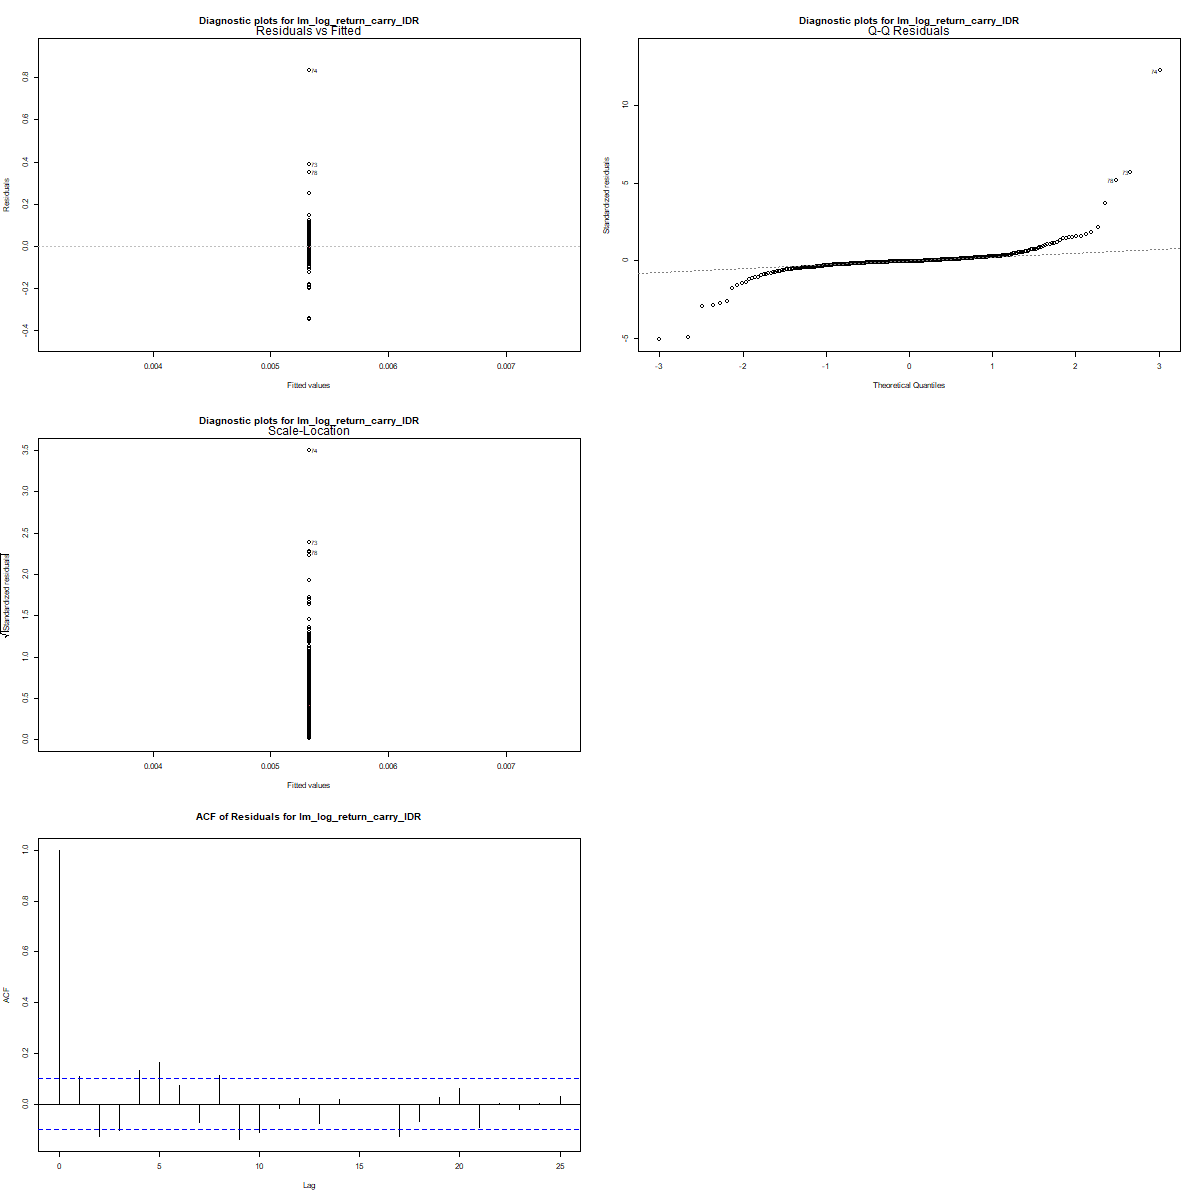 Diagnostic plots for lm_log_return_carry_IDR
Residuals vs Fitted
Residuals
0.8
0.6
0.4
0.2
0.0
-0.2
-0.4
74
73
78
0.004 0.005 0.006 0.007
Fitted values
Diagnostic plots for lm_log_return_carry_IDR
Q-Q Residuals
Standardized residuals
10
5
0
-5
74
73
78
-3 -2 -1 0 1 2 3
Theoretical Quantiles
Diagnostic plots for lm_log_return_carry_IDR
Scale-Location
√|Standardized residuals|
3.5
3.0
2.5
2.0
1.5
1.0
0.5
0.0
74
73
78
0.004 0.005 0.006 0.007
Fitted values
ACF of Residuals for lm_log_return_carry_IDR
ACF
1.0
0.8
0.6
0.4
0.2
0.0
0 5 10 15 20 25
Lag